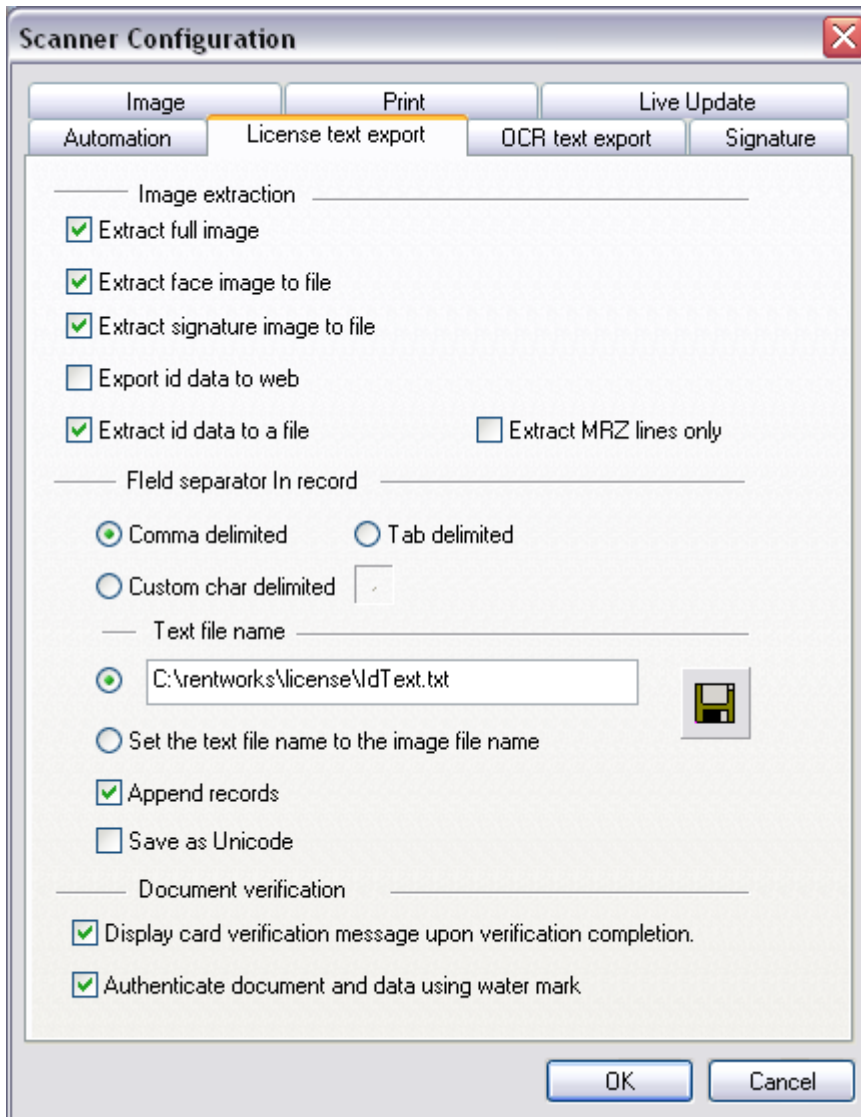 Scanner Configuration
Image Print Live Update
Automation License text export OCR text export Signature
Image extraction
Extract full image
Extract face image to file
Extract signature image to file
Export id data to web
Extract id data to a file Extract MRZ lines only
FIeld separator In record
Comma delimited Tab delimited
Custom char delimited ,
Text file name
C:\rentworks\license\IdText.txt
Set the text file name to the image file name
Append records
Save as Unicode
Document verification
Display card verification message upon verification completion.
Authenticate document and data using water mark
OK Cancel